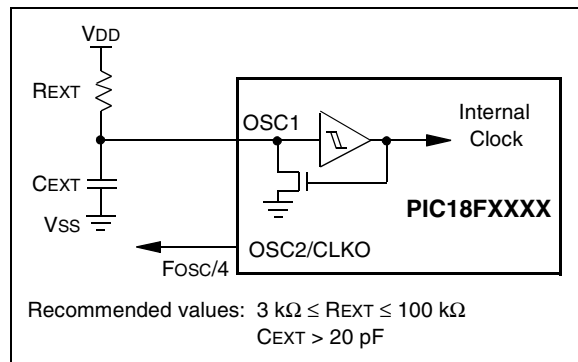 VDD
REXT
OSC1
Internal
Clock
CEXT
PIC18FXXXX
VSS
OSC2/CLKO
FOSC/4
Recommended values: 3 kΩ ≤ REXT ≤ 100 kΩ
CEXT > 20 pF